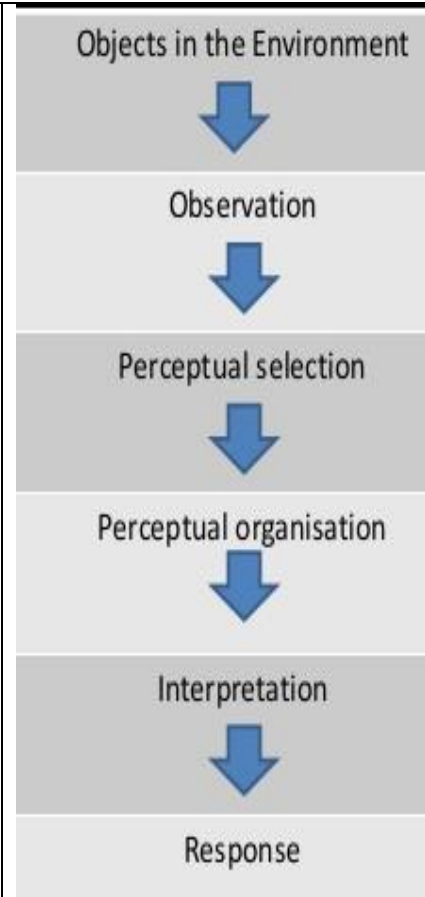 Objects in the Environment
Observation
Perceptual selection
Perceptual organisation
Interpretation
Response